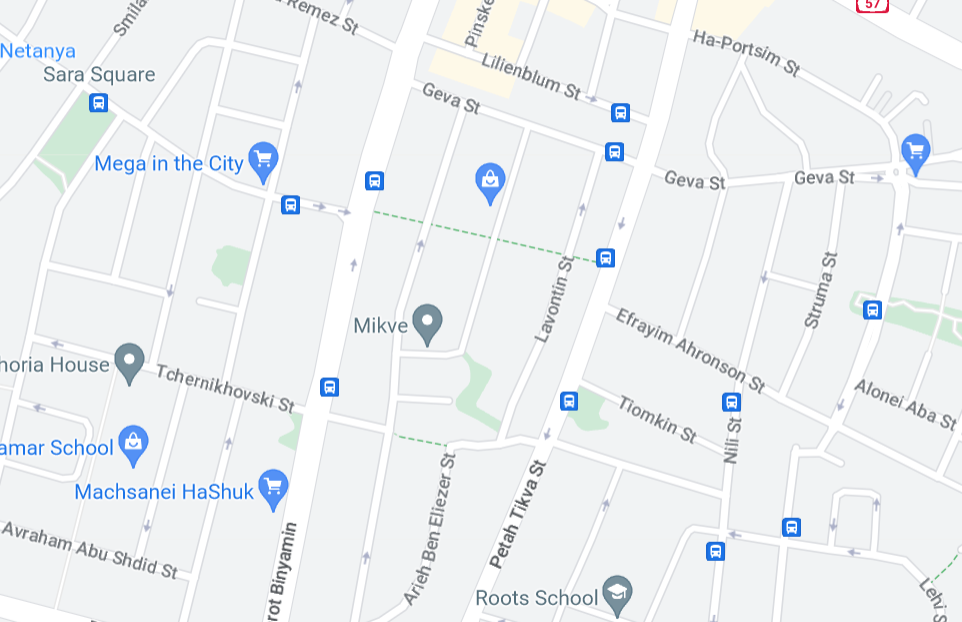 57
Remez St
Smila
Pinske
Ha-Portsim St
Netanya
Sara Square
Lilienblum St
Geva St
Mega in the City
Geva St
Geva St
Lavontin St
Struma St
Mikve
Efrayim Ahronson St
horia House
Tchernikhovski St
Alonei Aba St
Tiomkin St
Nili St
amar School
Machsanei HaShuk
Arieh Ben Eliezer St
Petah Tikva St
Avraham Abu Shdid St
rot Binyamin
Roots School
Lehi S